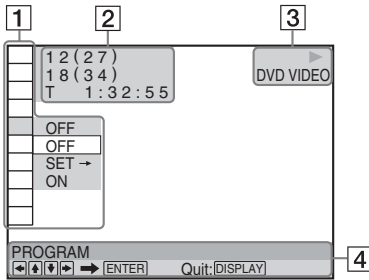 1 2 3
12(27)
18(34)
T 1:32:55
DVD VIDEO
OFF
OFF
SET →
ON
PROGRAM
ENTER Quit: DISPLAY
4